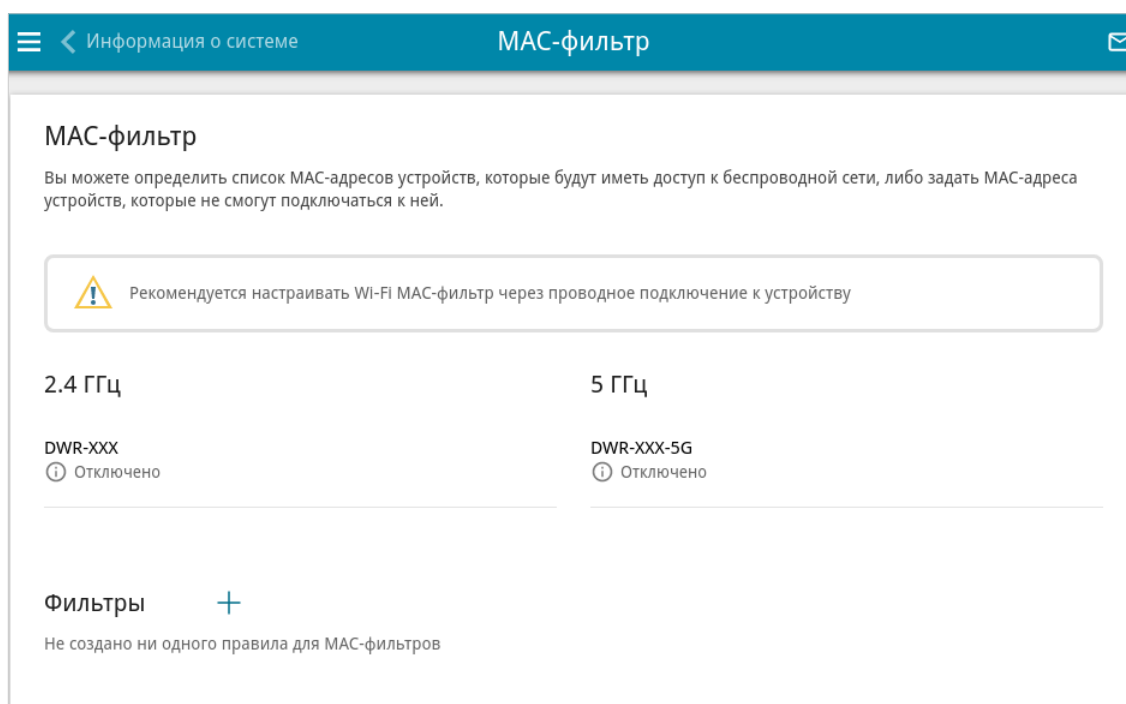 Информация о системе
MAC-фильтр
MAC-фильтр
Вы можете определить список MAC-адресов устройств, которые будут иметь доступ к беспроводной сети, либо задать MAC-адреса
устройств, которые не смогут подключаться к ней.
Рекомендуется настраивать Wi-Fi MAC-фильтр через проводное подключение к устройству
2.4 ГГц
5 ГГц
DWR-XXX
DWR-XXX-5G
Отключено
Отключено
Фильтры
Не создано ни одного правила для MAC-фильтров